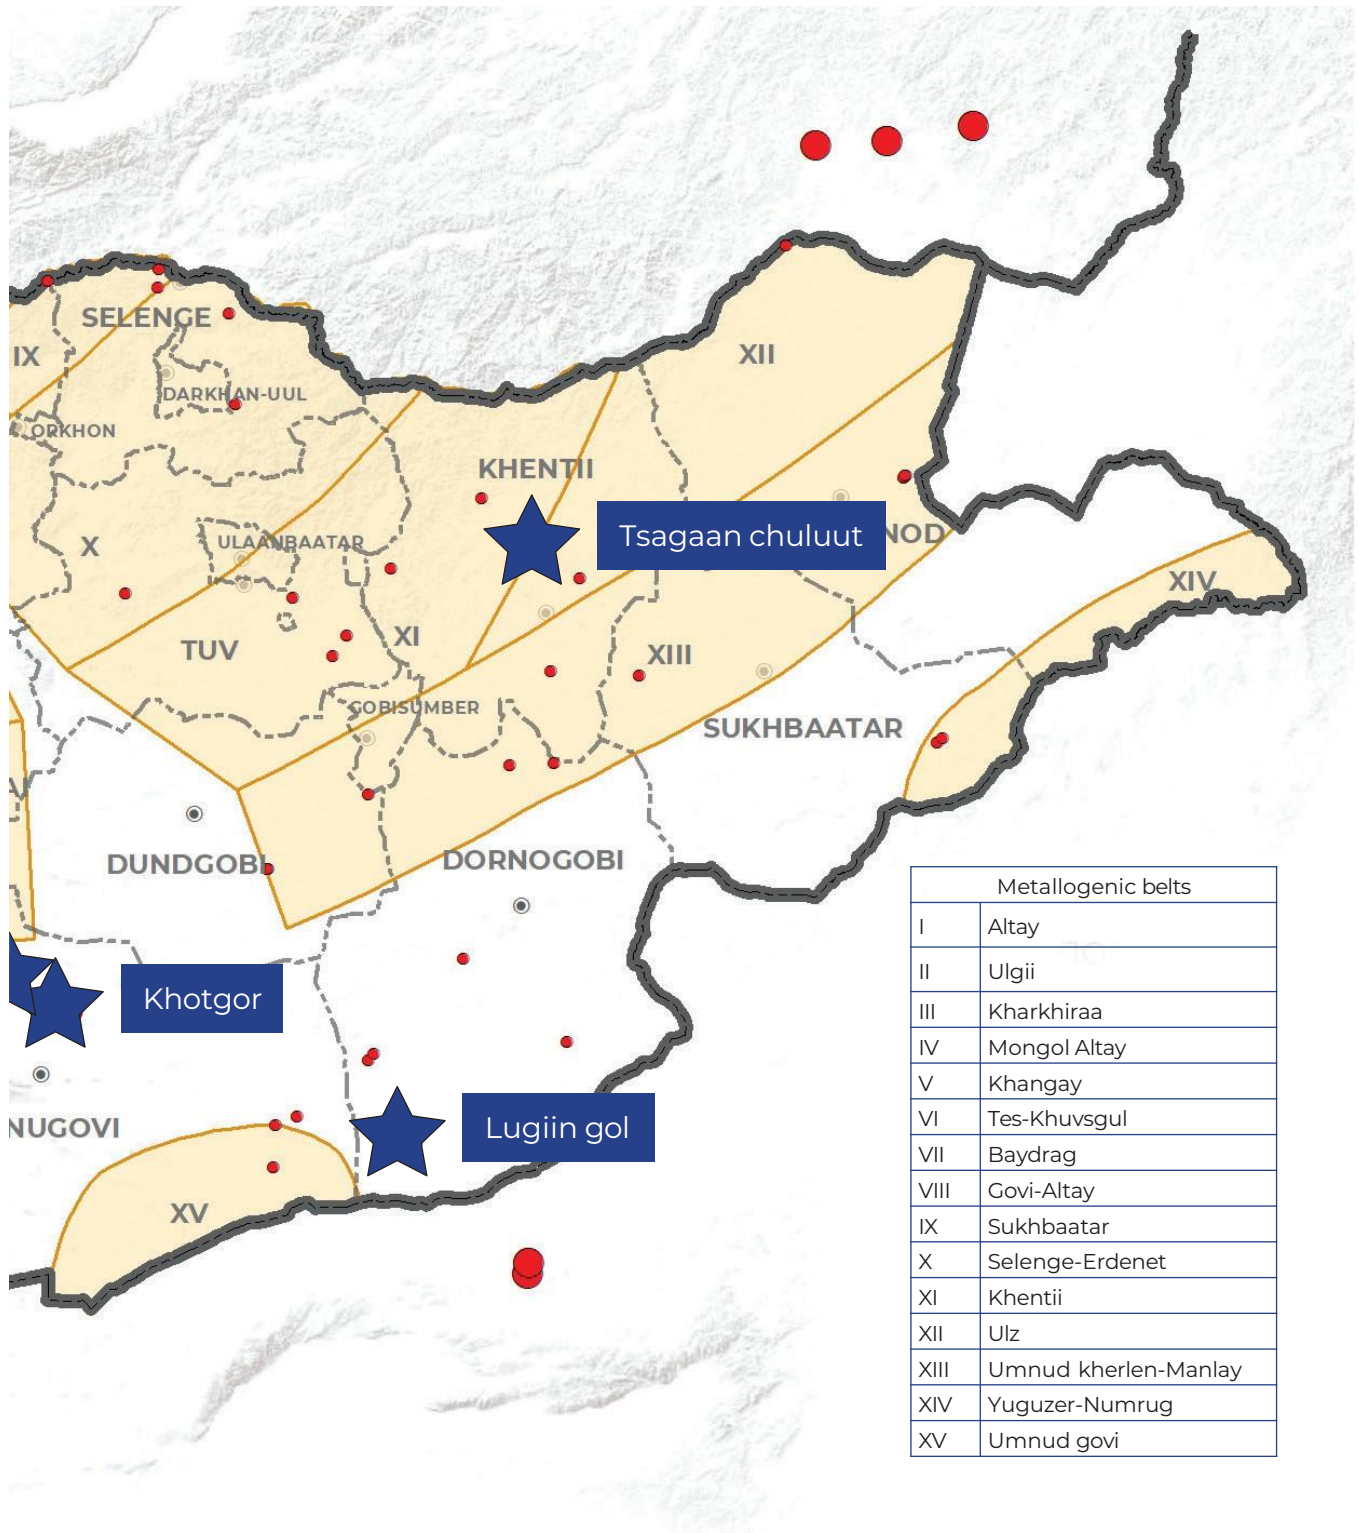 SELENGE
XII
IX
DARKHAN-UUL
ORKHON
KHENTII
Tsagaan chuluut
NOD
X
ULAANBAATAR
XIV
TUV
XI
XIII
GOBISUMBER
SUKHBAATAR
DUNDGOBI
DORNOGOBI
Khotgor
NUGOVI
Lugiin gol
XV
Metallogenic belts
I Altay
II Ulgii
III Kharkhiraa
IV Mongol Altay
V Khangay
VI Tes-Khuvsgul
VII Baydrag
VIII Govi-Altay
IX Sukhbaatar
X Selenge-Erdenet
XI Khentii
XII Ulz
XIII Umnud kherlen-Manlay
XIV Yuguzer-Numrug
XV Umnud govi